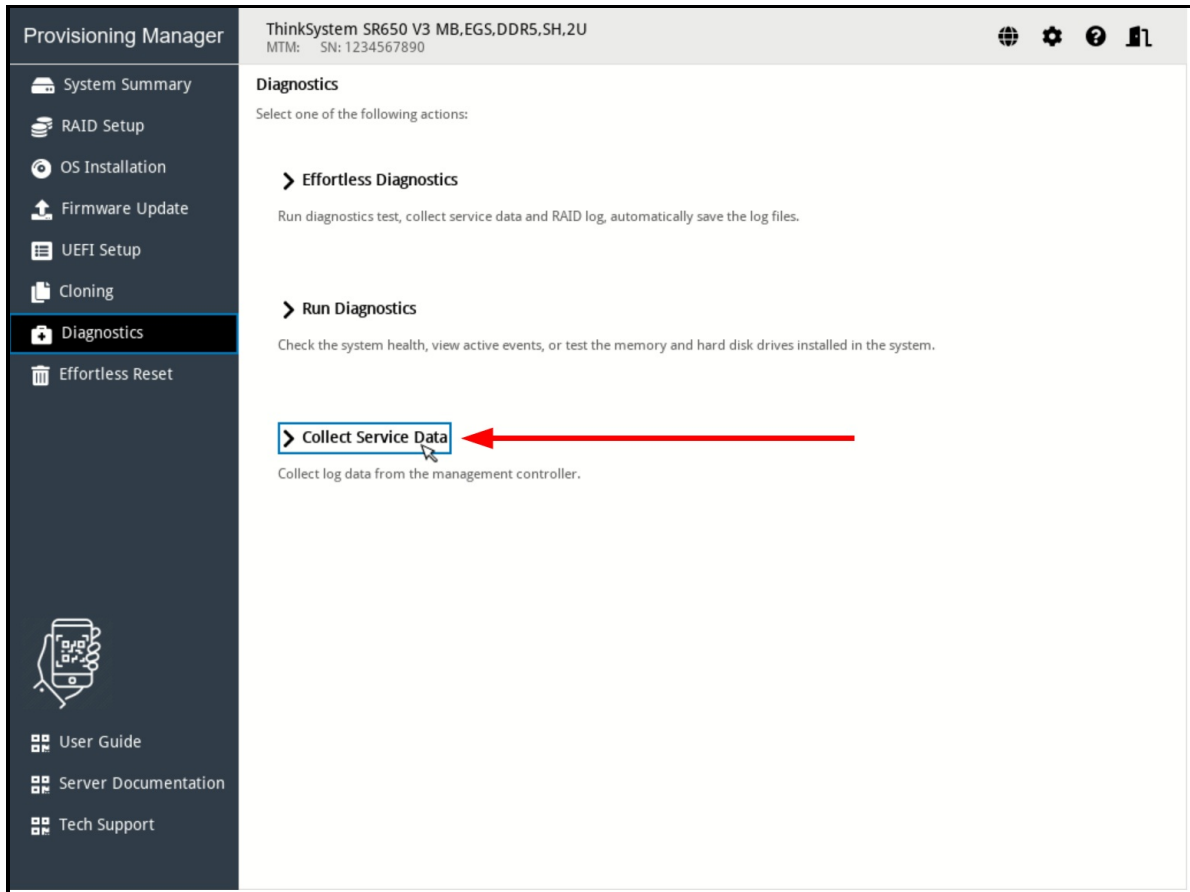 Provisioning Manager
ThinkSystem SR650 V3 MB,EGS,DDR5,SH,2U
MTM: SN: 1234567890
System Summary
RAID Setup
OS Installation
Firmware Update
UEFI Setup
Cloning
Diagnostics
Effortless Reset
User Guide
Server Documentation
Tech Support
Diagnostics
Select one of the following actions:
Effortless Diagnostics
Run diagnostics test, collect service data and RAID log, automatically save the log files.
Run Diagnostics
Check the system health, view active events, or test the memory and hard disk drives installed in the system.
Collect Service Data
Collect log data from the management controller.